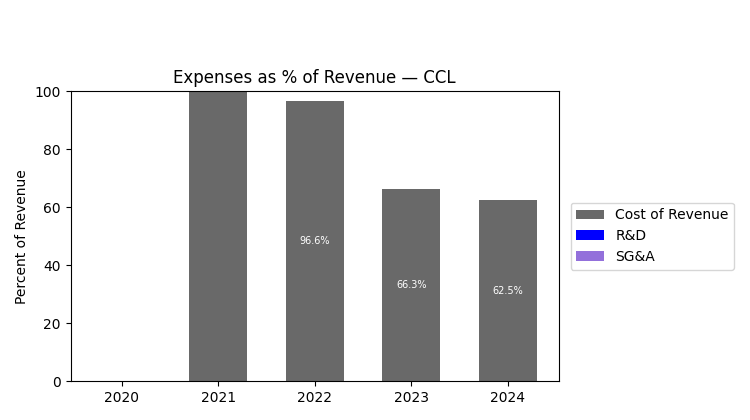 Expenses as % of Revenue — CCL
Percent of Revenue
100
80
60
40
20
0
96.6%
66.3%
62.5%
2020 2021 2022 2023 2024
Cost of Revenue
R&D
SG&A